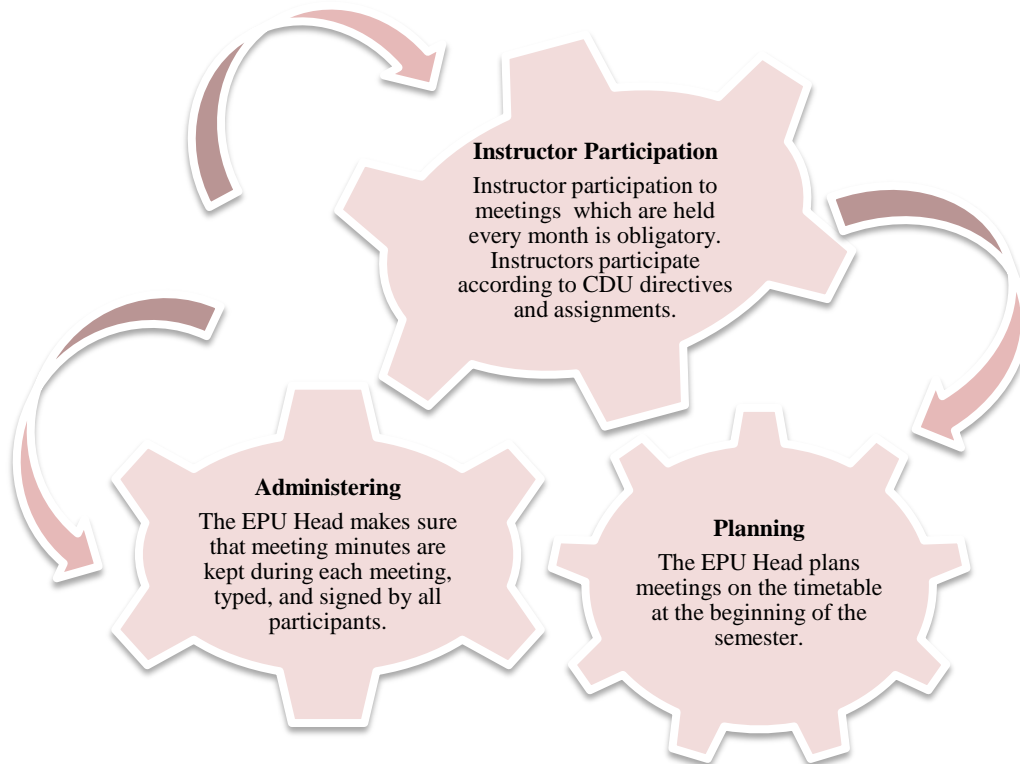 Instructor Participation
Instructor participation to
meetings which are held
every month is obligatory.
Instructors participate
according to CDU directives
and assignments.
Administering
The EPU Head makes sure
that meeting minutes are
kept during each meeting,
typed, and signed by all
participants.
Planning
The EPU Head plans
meetings on the timetable
at the beginning of the
semester.